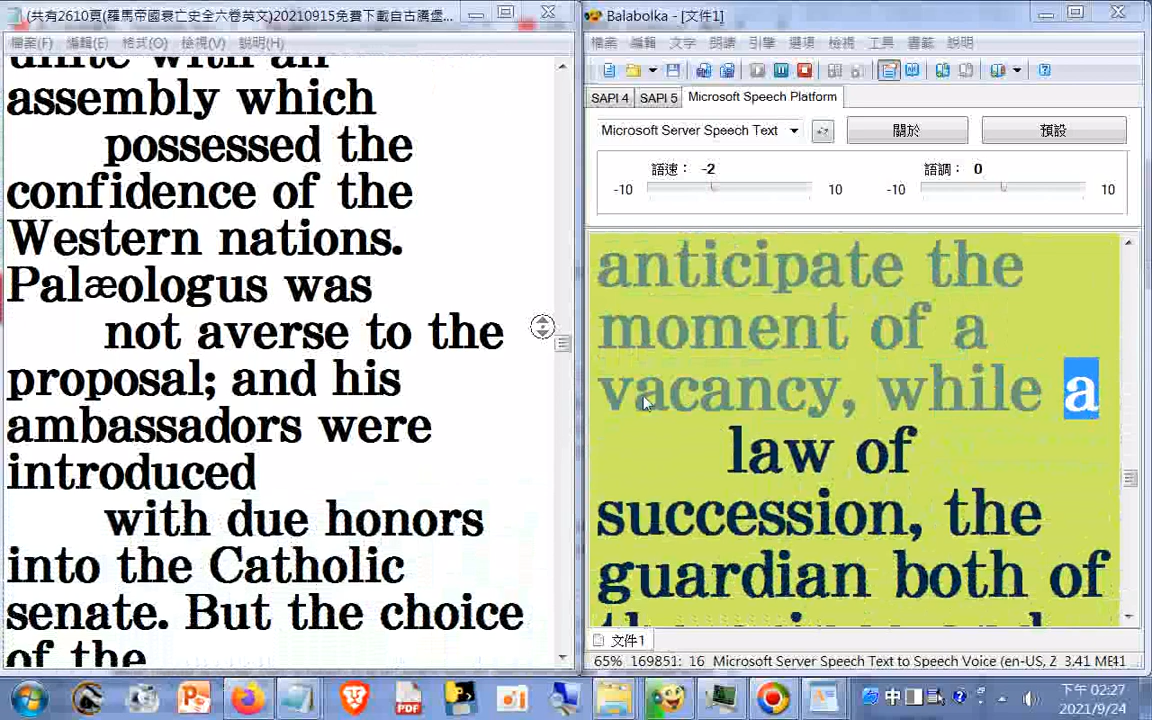 (共有2610頁(羅馬帝國衰亡史全六卷英文)20210915免費下載自古騰堡...
檔案(F) 編輯(E) 格式(O) 檢視(V) 說明(H)
unite with an
assembly which
possessed the
confidence of the
Western nations.
Palæologus was
not averse to the
proposal; and his
ambassadors were
introduced
with due honors
into the Catholic
senate. But the choice
of the
Balabolka - [文件1]
檔案 編輯 文字 朗讀 引擎 選項 檢視 工具 書籤 說明
SAPI 4 SAPI 5 Microsoft Speech Platform
Microsoft Server Speech Text 關於 預設
語速： -2 語調： 0
-10 10 -10 10
anticipate the
moment of a
vacancy, while a
law of
succession, the
guardian both of
文件1
65% 169851: 16 Microsoft Server Speech Text to Speech Voice (en-US, Z 3,41 ME41
中
下午 02:27
2021/9/24